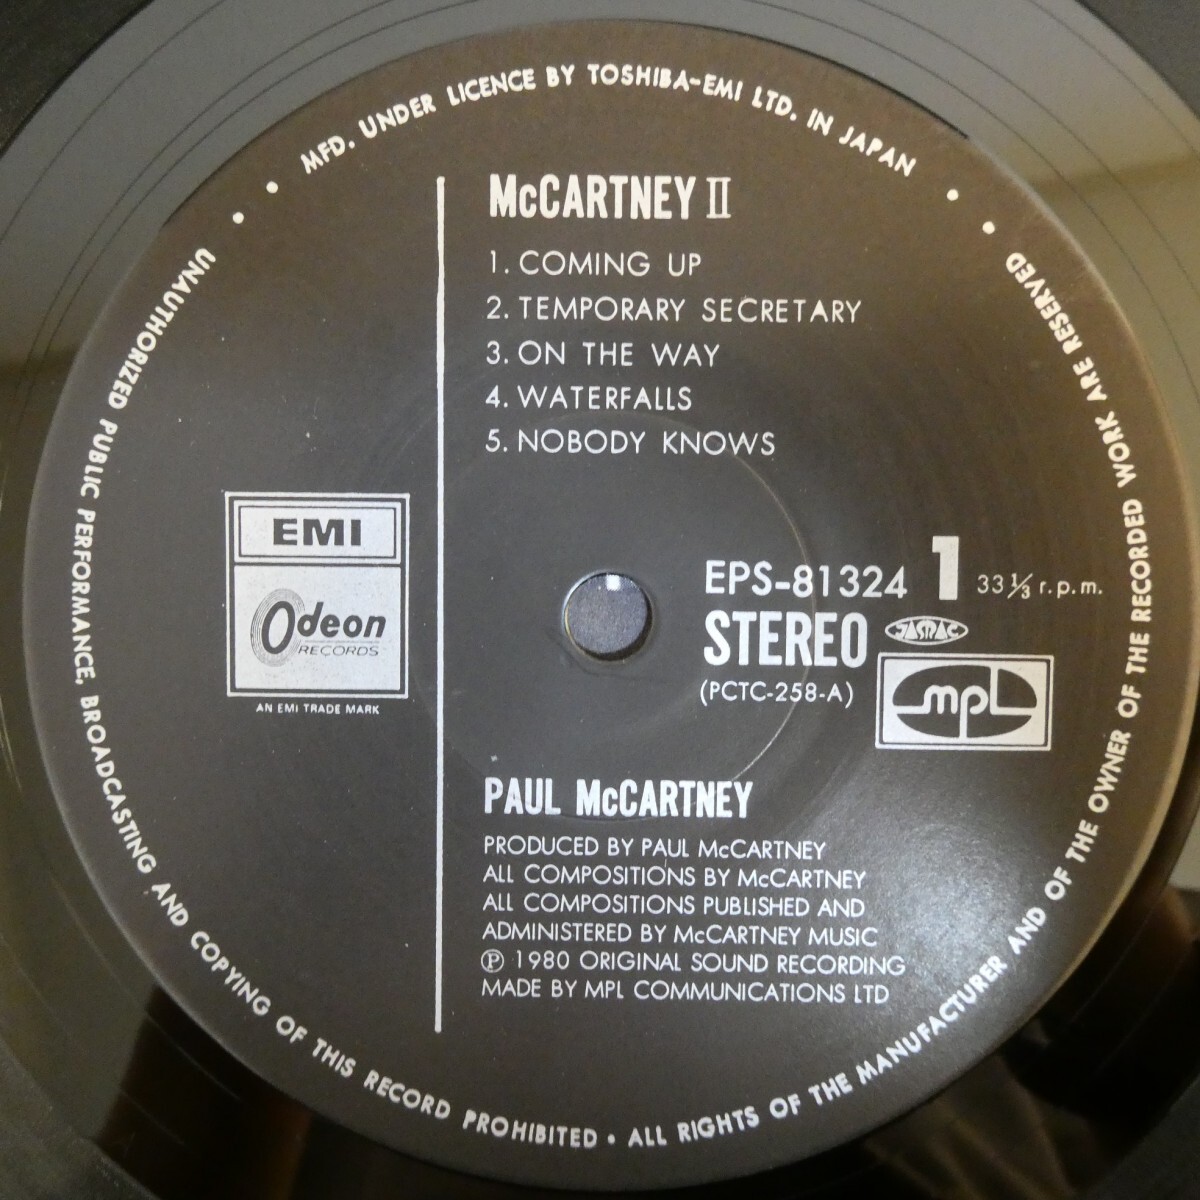 MFD. UNDER LICENCE BY TOSHIBA-EMI LTD. IN JAPAN
McCARTNEY II
1. COMING UP
2. TEMPORARY SECRETARY
3. ON THE WAY
4. WATERFALLS
5. NOBODY KNOWS
EMI
Odeon
RECORDS
AN EMI TRADE MARK
EPS-81324 1 33 1/3 r.p.m.
STEREO JASRAC
(PCTC-258-A)
mpl
PAUL McCARTNEY
PRODUCED BY PAUL McCARTNEY
ALL COMPOSITIONS BY McCARTNEY
ALL COMPOSITIONS PUBLISHED AND
ADMINISTERED BY McCARTNEY MUSIC
Ⓟ 1980 ORIGINAL SOUND RECORDING
MADE BY MPL COMMUNICATIONS LTD
UNAUTHORIZED PUBLIC PERFORMANCE, BROADCASTING AND COPYING OF THIS RECORD PROHIBITED • ALL RIGHTS OF THE MANUFACTURER AND OF THE OWNER OF THE RECORDED WORK ARE RESERVED